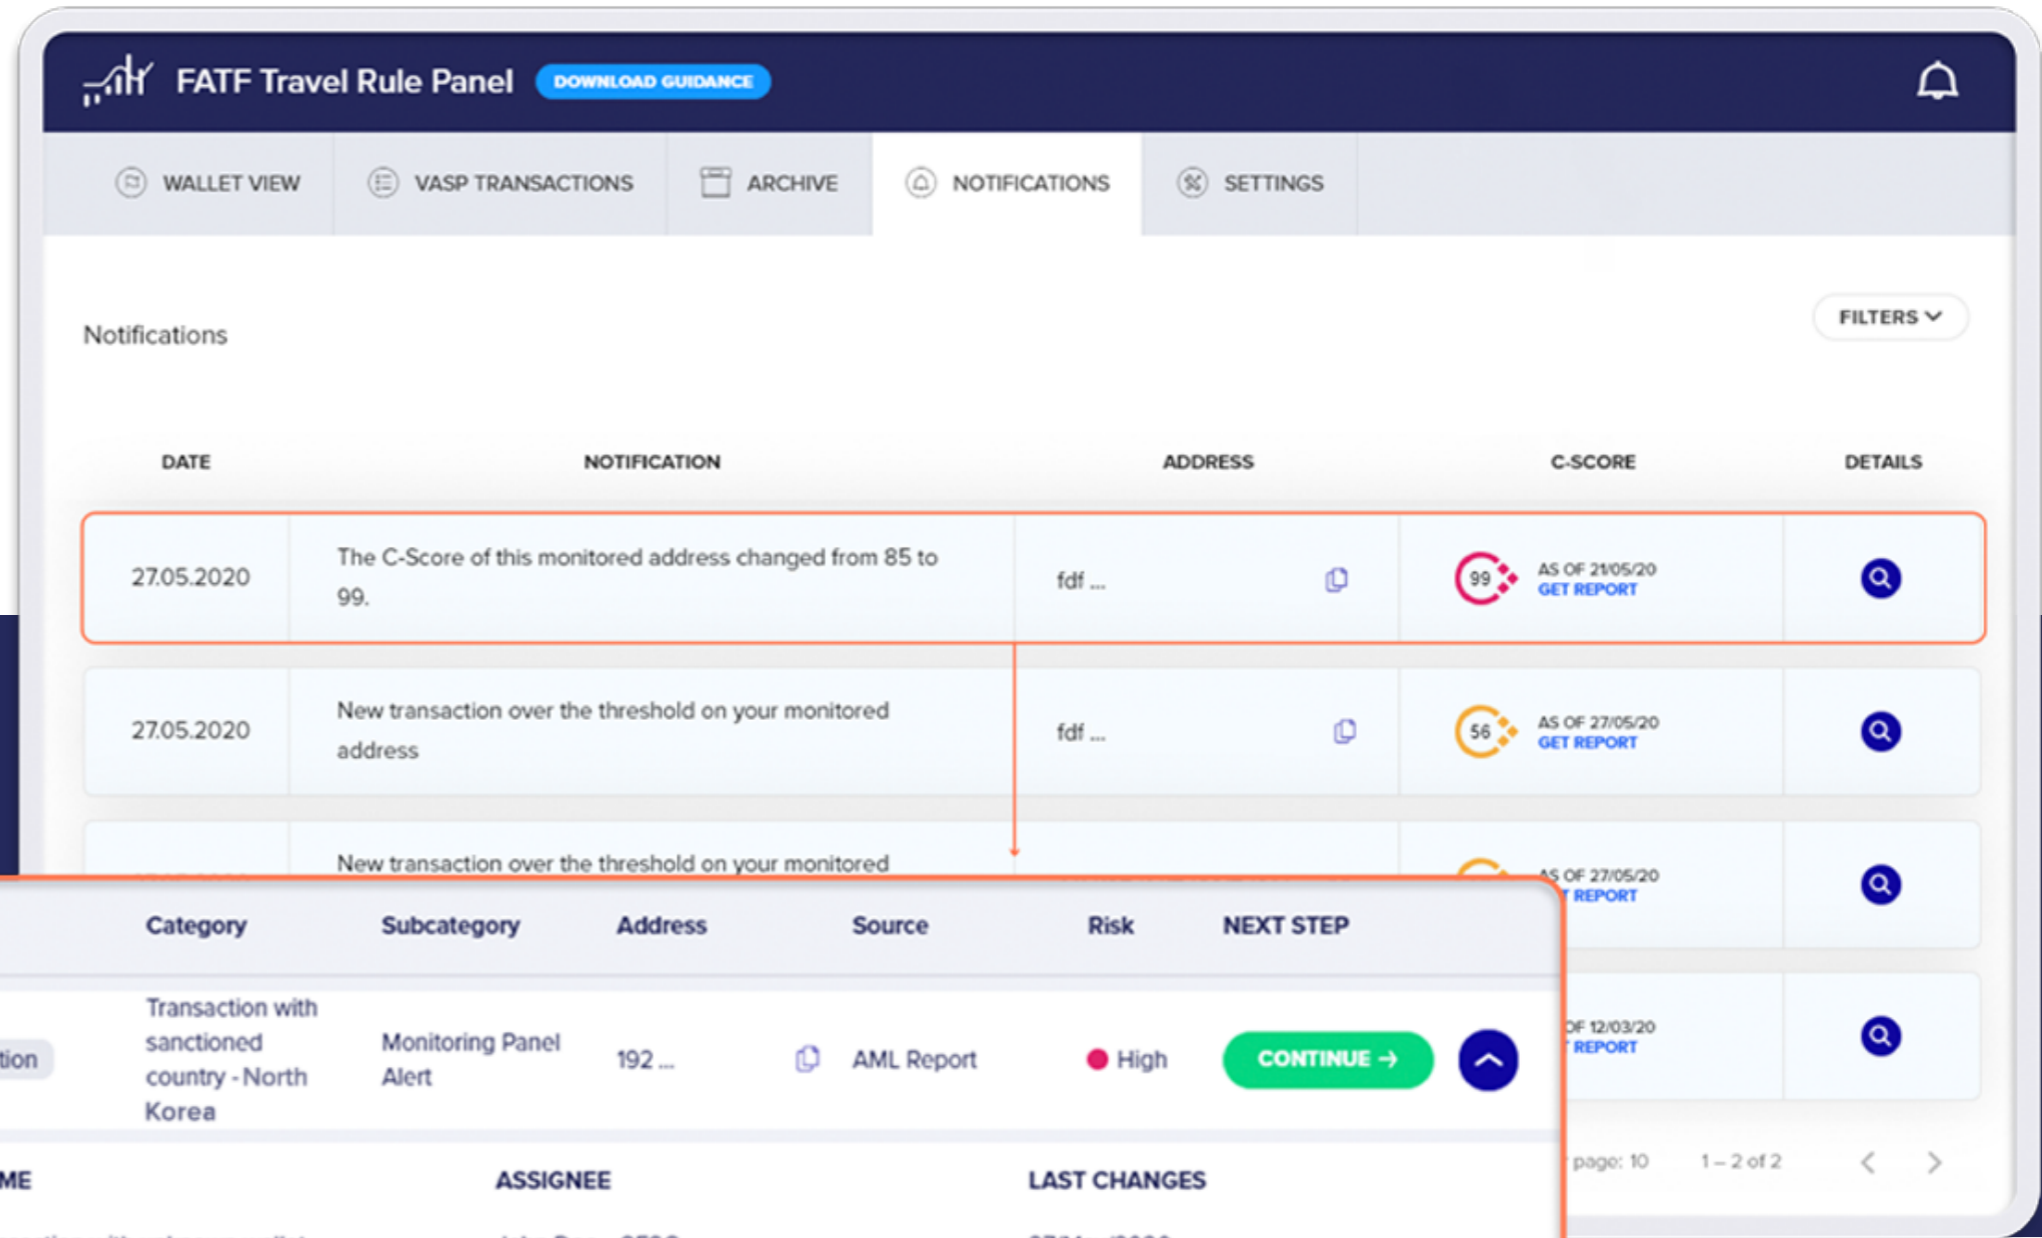 FATF Travel Rule Panel
DOWNLOAD GUIDANCE
WALLET VIEW
VASP TRANSACTIONS
ARCHIVE
NOTIFICATIONS
SETTINGS
Notifications
FILTERS
DATE
NOTIFICATION
ADDRESS
C-SCORE
DETAILS
27.05.2020
The C-Score of this monitored address changed from 85 to
99.
fdf ...
99
AS OF 21/05/20
GET REPORT
27.05.2020
New transaction over the threshold on your monitored
address
fdf ...
56
AS OF 27/05/20
GET REPORT
New transaction over the threshold on your monitored
AS OF 27/05/20
REPORT
OF 12/03/20
REPORT
page: 10
1 – 2 of 2
Category
Subcategory
Address
Source
Risk
NEXT STEP
tion
Transaction with
sanctioned
country - North
Korea
Monitoring Panel
Alert
192 ...
AML Report
High
CONTINUE →
ME
ASSIGNEE
LAST CHANGES